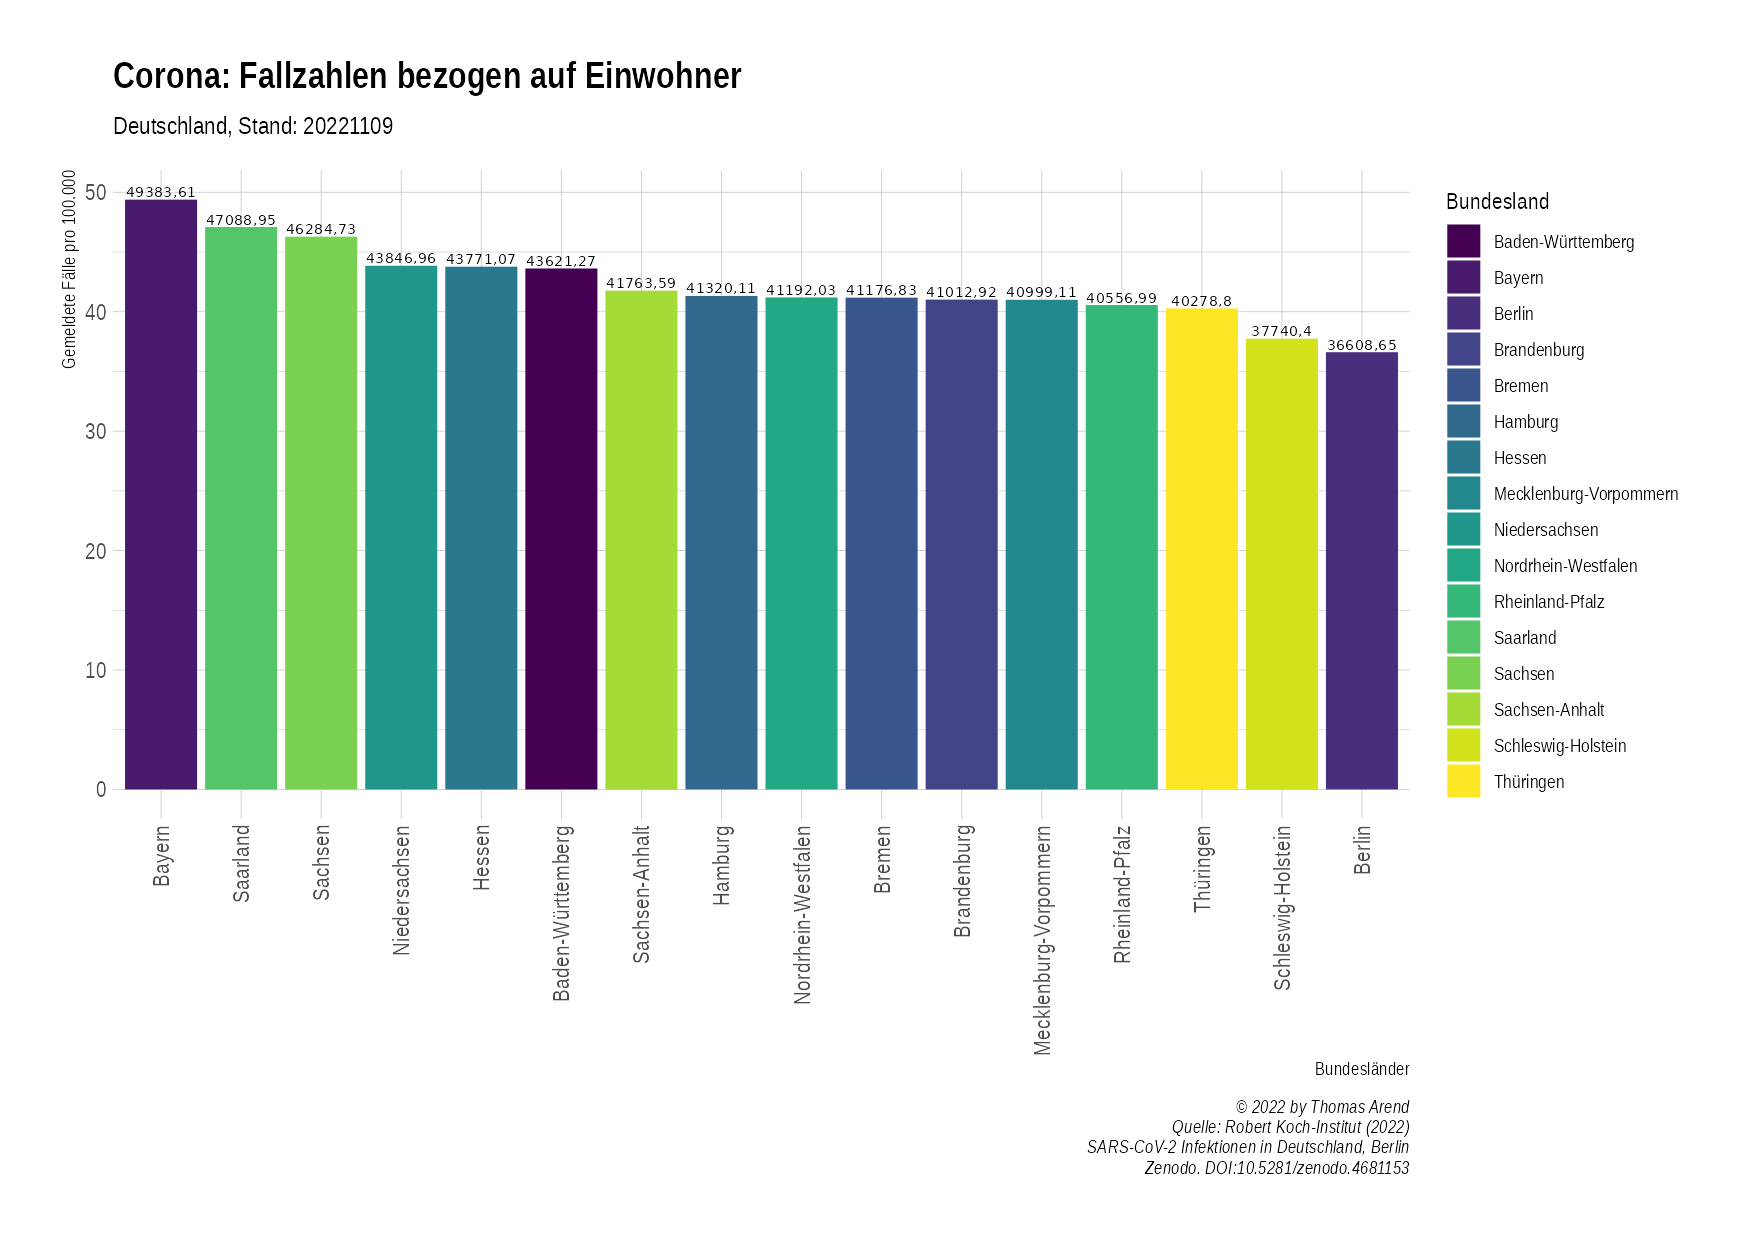 Corona: Fallzahlen bezogen auf Einwohner
Deutschland, Stand: 20221109
Gemeldete Fälle pro 100.000
50
40
30
20
10
0
49383,61
47088,95
46284,73
43846,96
43771,07
43621,27
41763,59
41320,11
41192,03
41176,83
41012,92
40999,11
40556,99
40278,8
37740,4
36608,65
Bayern
Saarland
Sachsen
Niedersachsen
Hessen
Baden-Württemberg
Sachsen-Anhalt
Hamburg
Nordrhein-Westfalen
Bremen
Brandenburg
Mecklenburg-Vorpommern
Rheinland-Pfalz
Thüringen
Schleswig-Holstein
Berlin
Bundesländer
Bundesland
Baden-Württemberg
Bayern
Berlin
Brandenburg
Bremen
Hamburg
Hessen
Mecklenburg-Vorpommern
Niedersachsen
Nordrhein-Westfalen
Rheinland-Pfalz
Saarland
Sachsen
Sachsen-Anhalt
Schleswig-Holstein
Thüringen
© 2022 by Thomas Arend
Quelle: Robert Koch-Institut (2022)
SARS-CoV-2 Infektionen in Deutschland, Berlin
Zenodo. DOI:10.5281/zenodo.4681153